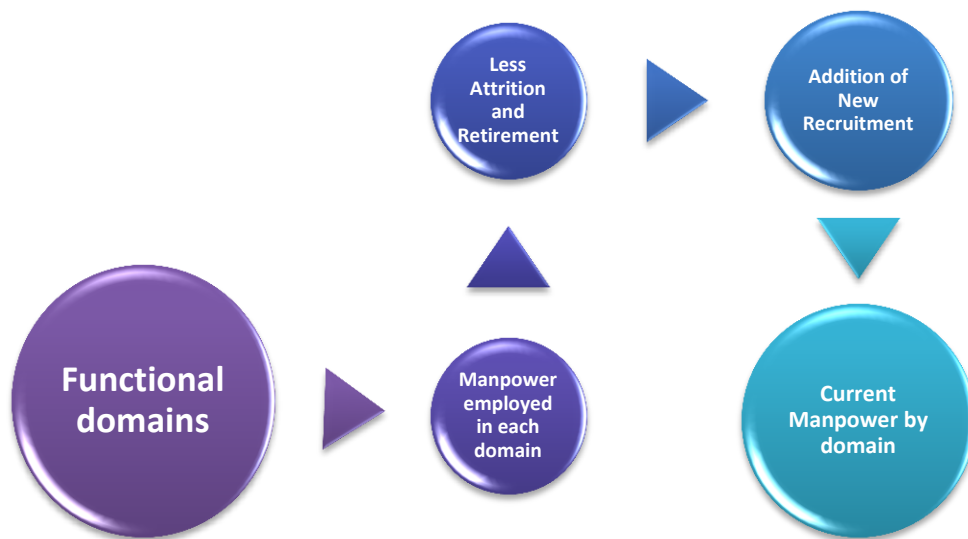 Functional
domains
Manpower
employed
in each
domain
Less
Attrition
and
Retirement
Addition of
New
Recruitment
Current
Manpower by
domain